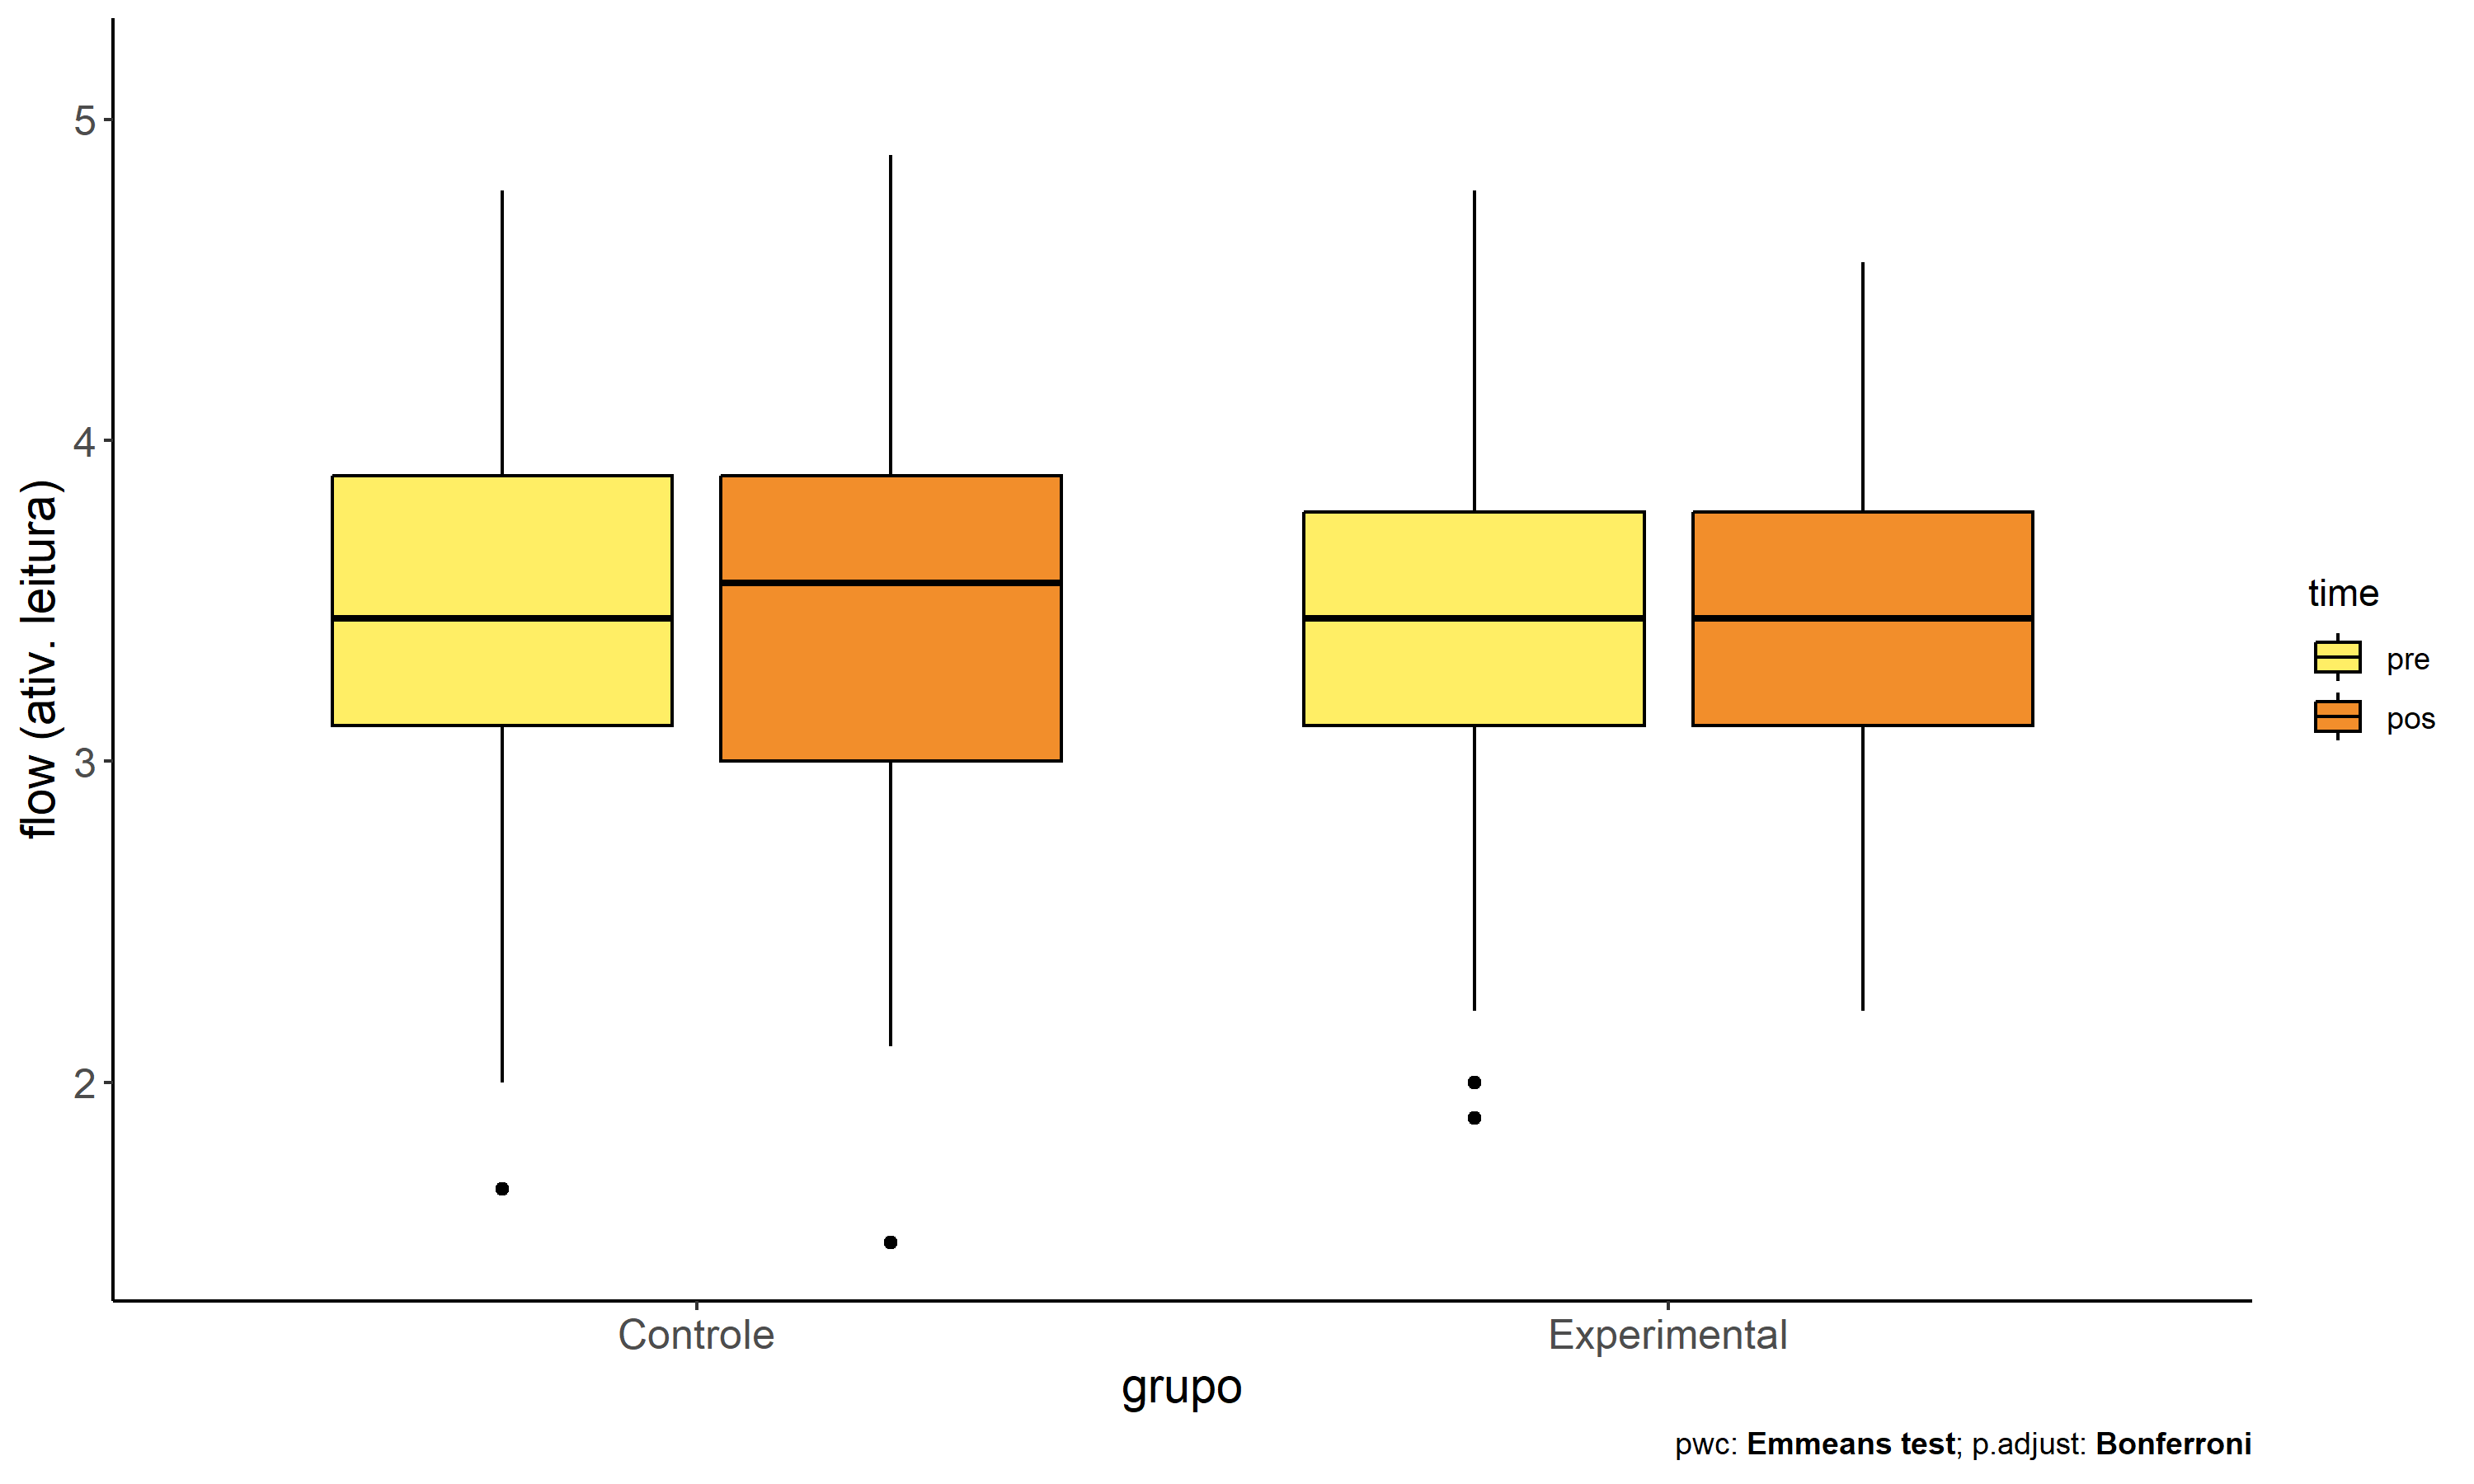 flow (ativ. leitura)
5
4
3
2
Controle
Experimental
grupo
time
pre
pos
pwc: Emmeans test; p.adjust: Bonferroni